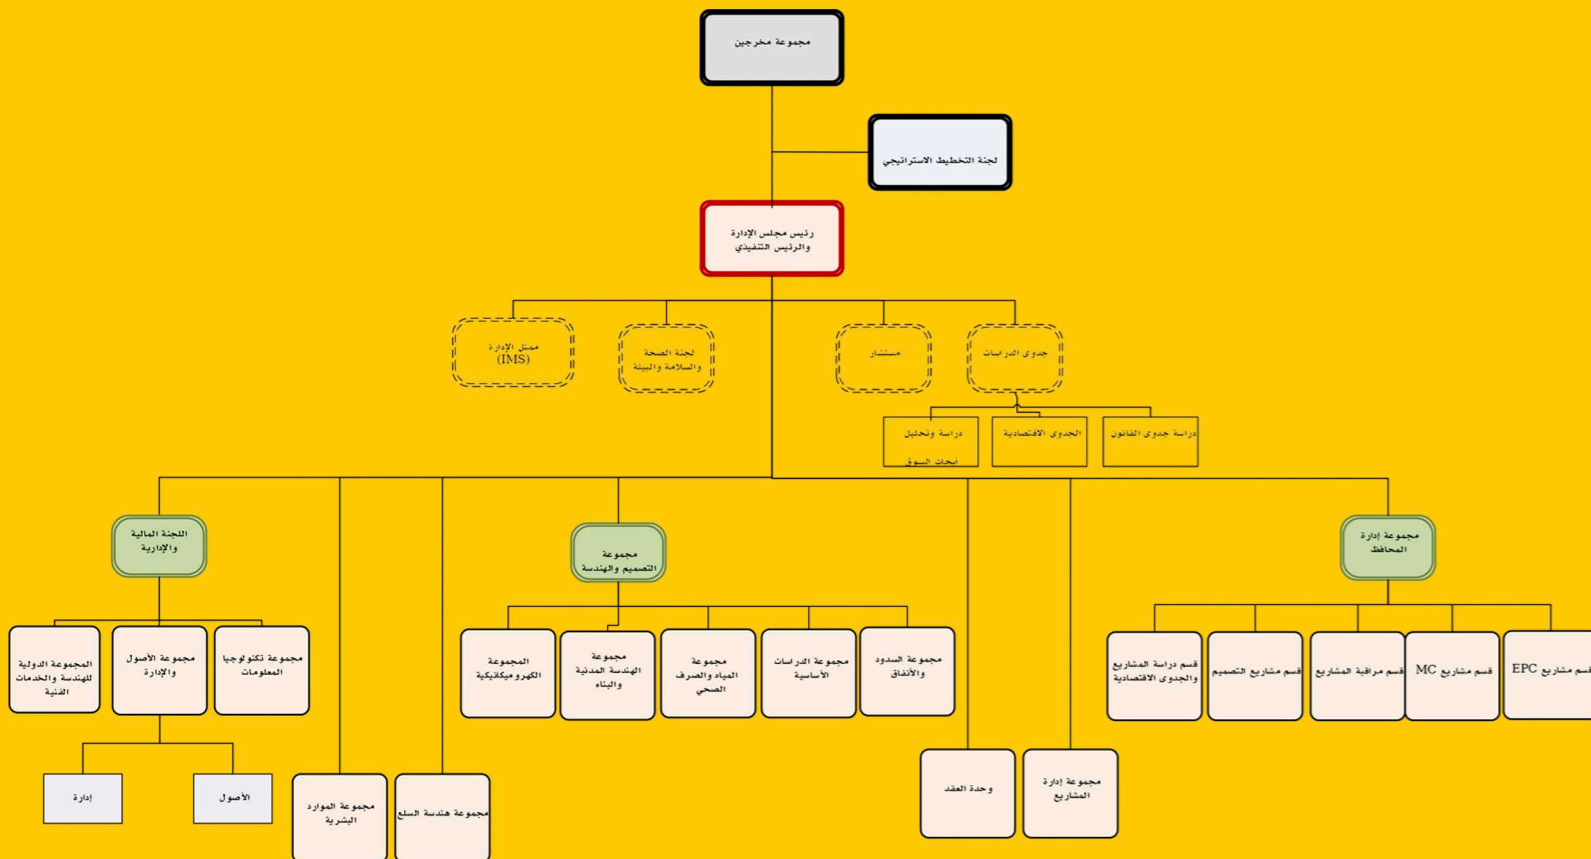 مجموعة مخرجين
لجنة التخطيط الاستراتيجي
رئيس مجلس الإدارة
والرئيس التنفيذي
جدوى الدراسات
مستشار
لجنة الصحة
والسلامة والبيئة
ممثل الإدارة
(IMS)
دراسة جدوى القانون
الجدوى الاقتصادية
دراسة وتحليل
أبحاث السوق
مجموعة إدارة
المحافظ
مجموعة
التصميم والهندسة
اللجنة المالية
والإدارية
قسم مشاريع EPC
قسم مشاريع MC
قسم مراقبة المشاريع
قسم مشاريع التصميم
قسم دراسة المشاريع
والجدوى الاقتصادية
مجموعة السدود
والأنفاق
مجموعة الدراسات
الأساسية
مجموعة
المياه والصرف
الصحي
مجموعة
الهندسة المدنية
والبناء
المجموعة
الكهروميكانيكية
مجموعة تكنولوجيا
المعلومات
مجموعة الأصول
والإدارة
المجموعة الدولية
للهندسة والخدمات
الفنية
مجموعة إدارة
المشاريع
وحدة العقد
مجموعة هندسة السلع
مجموعة الموارد
البشرية
الأصول
إدارة